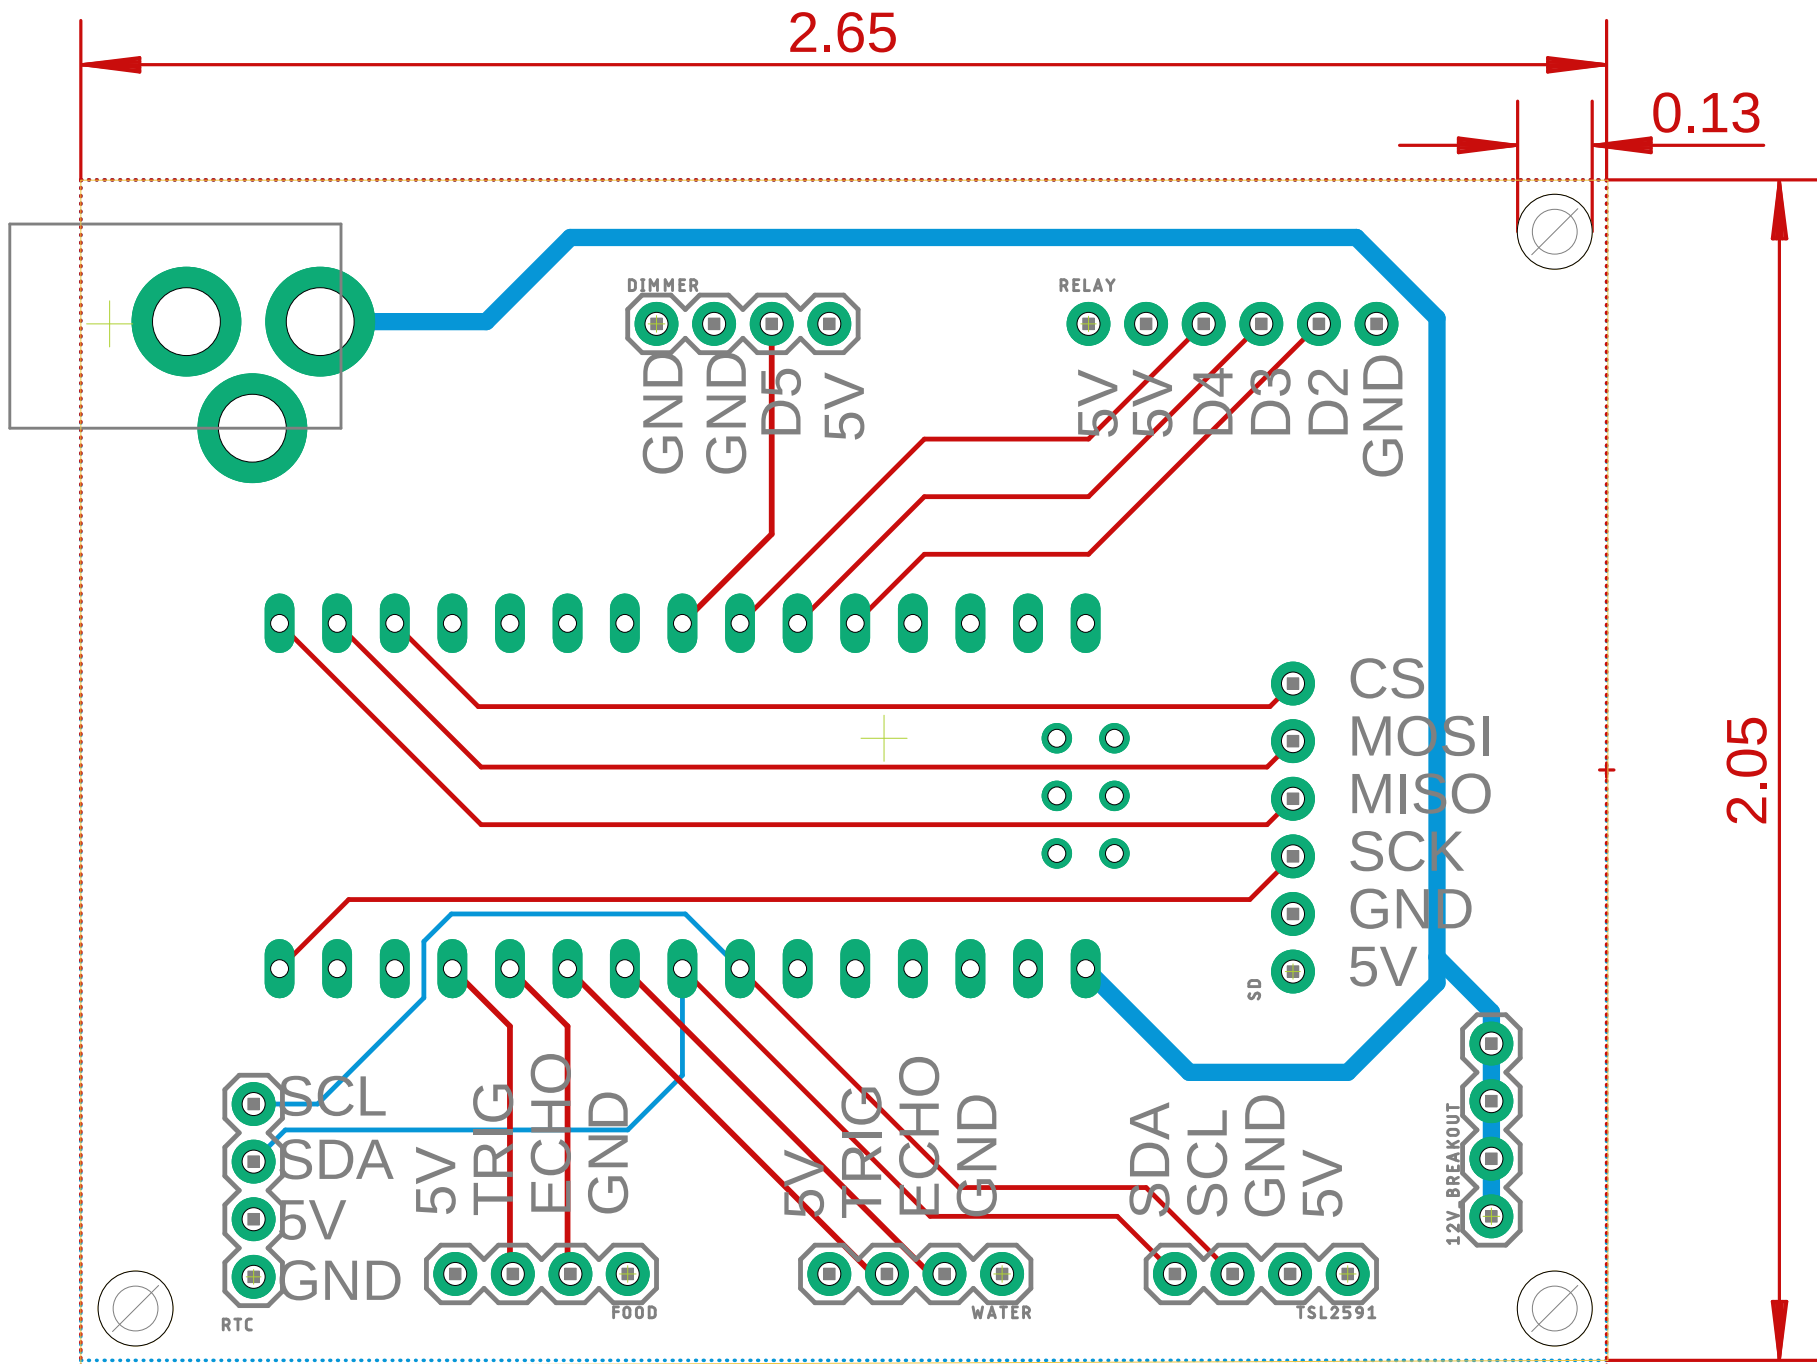 2.65
0.13
DIMMER
RELAY
GND
GND
D5
5V
5V
5V
D4
D3
D2
GND
CS
MOSI
MISO
SCK
GND
5V
SD
2.05
SCL
SDA
5V
GND
RTC
5V
TRIG
ECHO
GND
FOOD
5V
TRIG
ECHO
GND
WATER
SDA
SCL
GND
5V
TSL2591
12V_BREAKOUT